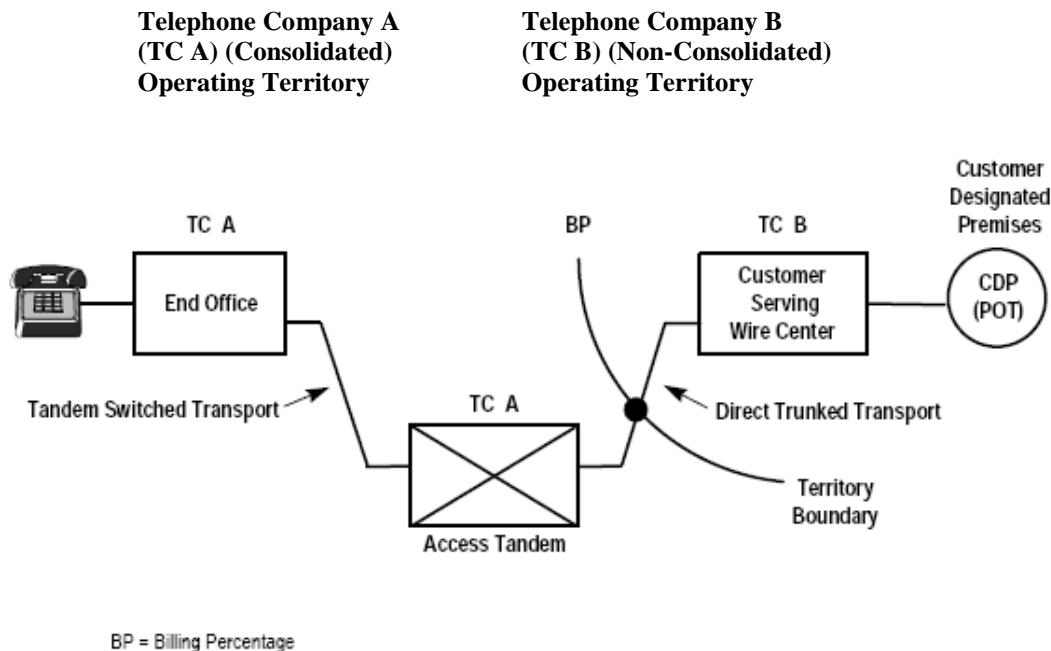 Telephone Company A
(TC A) (Consolidated)
Operating Territory
Telephone Company B
(TC B) (Non-Consolidated)
Operating Territory
Customer
Designated
Premises
TC A
BP
TC B
End Office
Customer
Serving
Wire Center
CDP
(POT)
Tandem Switched Transport
TC A
Direct Trunked Transport
Territory
Boundary
Access Tandem
BP = Billing Percentage